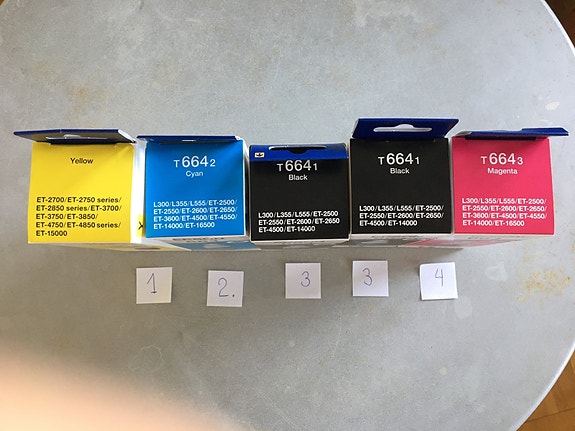 Yellow
ET-2700/ET-2750 series/
ET-2850 series/ET-3700/
ET-3750/ET-3850/
ET-4750/ET-4850 series/
ET-15000
T6642
Cyan
L300/L355/L555/ET-2500/
ET-2550/ET-2600/ET-2650/
ET-3600/ET-4500/ET-4550/
ET-14000/ET-16500
T6641
Black
L300/L355/L555/ET-2500
ET-2550/ET-2600/ET-2650
ET-4500/ET-14000
T6641
Black
L300/L355/L555/ET-2500/
ET-2550/ET-2600/ET-2650/
ET-4500/ET-14000
T6643
Magenta
L300/L355/L555/ET-2500/
ET-2550/ET-2600/ET-2650/
ET-3600/ET-4500/ET-4550/
ET-14000/ET-16500
1
2.
3
3
4